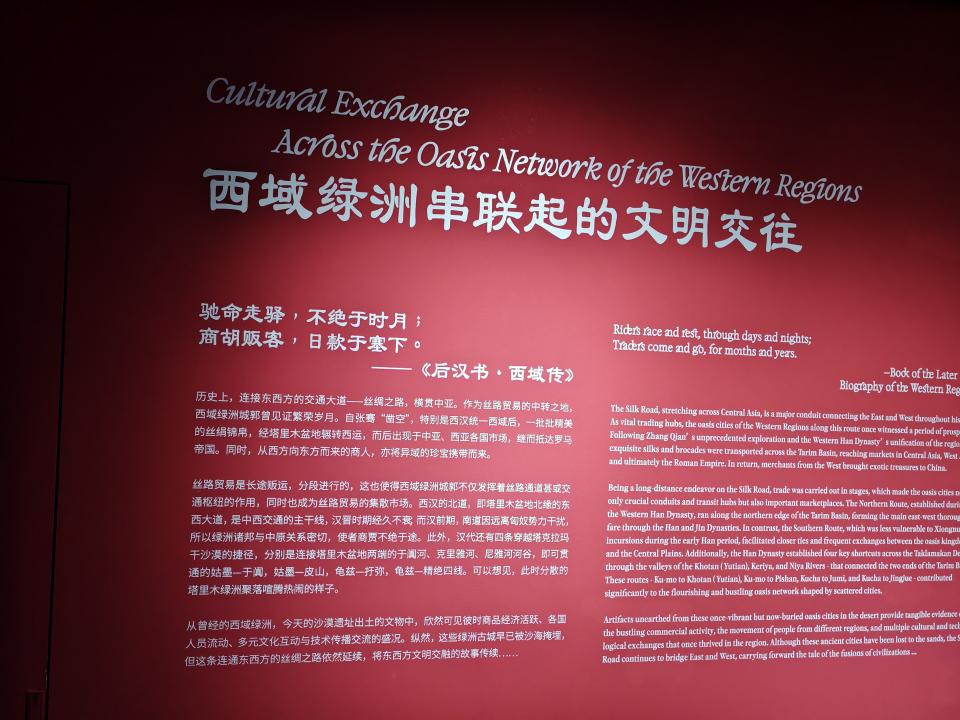 Cultural Exchange
Across the Oasis Network of the Western Regions
西域绿洲串联起的文明交往
驰命走驿，不绝于时月；
商胡贩客，日款于塞下。
——《后汉书·西域传》
历史上，连接东西方的交通大道——丝绸之路，横贯中亚。作为丝路贸易的中转之地，
西域绿洲城郭曾见证繁荣岁月。自张骞“凿空”，特别是西汉统一西域后，一批批精美
的丝绢锦帛，经塔里木盆地辗转西运，而后出现于中亚、西亚各国市场，继而抵达罗马
帝国。同时，从西方向东方而来的商人，亦将异域的珍宝携带而来。
丝路贸易是长途贩运，分段进行的，这也使得西域绿洲城郭不仅发挥着丝路通道甚或交
通枢纽的作用，同时也成为丝路贸易的集散市场。西汉的北道，即塔里木盆地北缘的东
西大道，是中西交通的主干线，汉晋时期经久不衰 而汉前期，南道因远离匈奴势力干扰，
所以绿洲诸邦与中原关系密切，使者商贾不绝于途。此外，汉代还有四条穿越塔克拉玛
干沙漠的捷径，分别是连接塔里木盆地两端的于阗河、克里雅河、尼雅河河谷，即可贯
通的姑墨—于阗，姑墨—皮山，龟兹—扜弥，龟兹—精绝四线。可以想见，此时分散的
塔里木绿洲聚落喧腾热闹的样子。
从曾经的西域绿洲，今天的沙漠遗址出土的文物中，欣然可见彼时商品经济活跃、各国
人员流动、多元文化互动与技术传播交流的盛况。纵然，这些绿洲古城早已被沙海掩埋，
但这条连通东西方的丝绸之路依然延续，将东西方文明交融的故事传续……
Riders race and rest, through days and nights;
Traders come and go, for months and years.
—Book of the Later
Biography of the Western Reg
The Silk Road, stretching across Central Asia, is a major conduit connecting the East and West throughout his
As vital trading hubs, the oasis cities of the Western Regions along this route once witnessed a period of prosp
Following Zhang Qian's unprecedented exploration and the Western Han Dynasty's unification of the regio
exquisite silks and brocades were transported across the Tarim Basin, reaching markets in Central Asia, West
and ultimately the Roman Empire. In return, merchants from the West brought exotic treasures to China.
Being a long-distance endeavor on the Silk Road, trade was carried out in stages, which made the oasis cities n
only crucial conduits and transit hubs but also important marketplaces. The Northern Route, established duri
the Western Han Dynasty, ran along the northern edge of the Tarim Basin, forming the main east-west thoroug
fare through the Han and Jin Dynasties. In contrast, the Southern Route, which was less vulnerable to Xiongnu
incursions during the early Han period, facilitated closer ties and frequent exchanges between the oasis kingd
and the Central Plains. Additionally, the Han Dynasty established four key shortcuts across the Taklamakan De
through the valleys of the Khotan (Yutian), Keriya, and Niya Rivers - that connected the two ends of the Tarim B
These routes - Ku-mo to Khotan (Yutian), Ku-mo to Pishan, Kucha to Jumi, and Kucha to Jingjue - contributed
significantly to the flourishing and bustling oasis network shaped by scattered cities.
Artifacts unearthed from these once-vibrant but now-buried oasis cities in the desert provide tangible evidence
the bustling commercial activity, the movement of people from different regions, and multiple cultural and tech
logical exchanges that once thrived in the region. Although these ancient cities have been lost to the sands, the S
Road continues to bridge East and West, carrying forward the tale of the fusions of civilizations ...